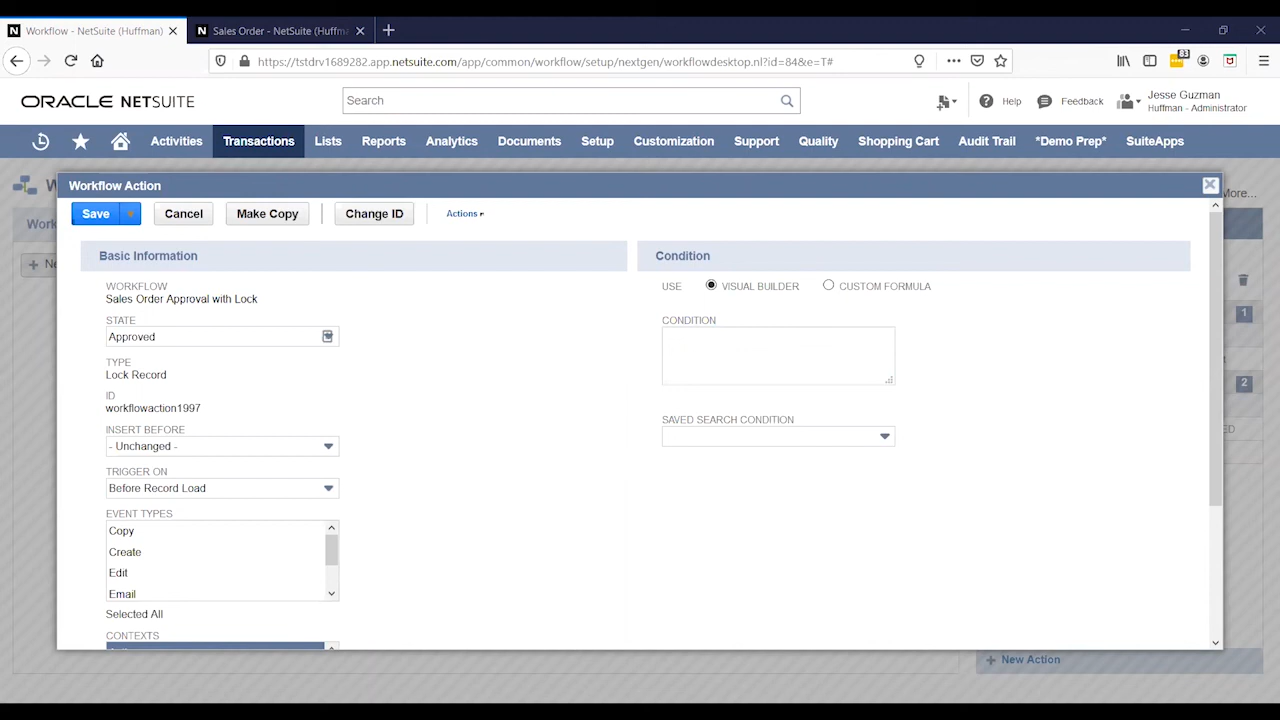 Workflow - NetSuite (Huffman)
Sales Order - NetSuite (Huffm
https://tstdrv1689282.app.netsuite.com/app/common/workflow/setup/nextgen/workflowdesktop.nl?id=84&e=T#
83
ORACLE NETSUITE
Search
Help
Feedback
Jesse Guzman
Huffman - Administrator
Activities
Transactions
Lists
Reports
Analytics
Documents
Setup
Customization
Support
Quality
Shopping Cart
Audit Trail
*Demo Prep*
SuiteApps
W
More...
Work
Ne
Workflow Action
Save
Cancel
Make Copy
Change ID
Actions
Basic Information
WORKFLOW
Sales Order Approval with Lock
STATE
Approved
TYPE
Lock Record
ID
workflowaction1997
INSERT BEFORE
- Unchanged -
TRIGGER ON
Before Record Load
EVENT TYPES
Copy
Create
Edit
Email
Selected All
CONTEXTS
Condition
USE
VISUAL BUILDER
CUSTOM FORMULA
CONDITION
SAVED SEARCH CONDITION
1
2
ED
New Action